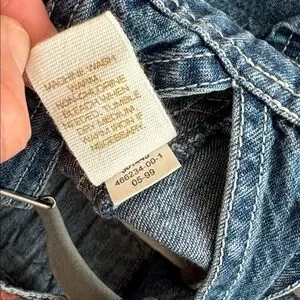 MACHINE WASH
WARM
NON-CHLORINE
BLEACH WHEN
NEEDED. TUMBLE
DRY MEDIUM.
WARM IRON IF
NECESSARY.
466234-00-1
05-99